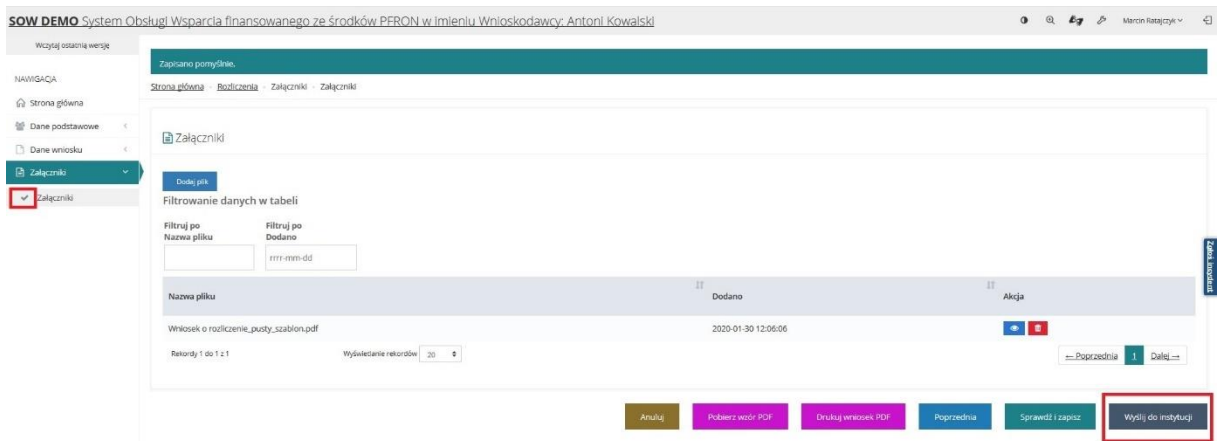 SOW DEMO System Obsługi Wsparcia finansowanego ze środków PFRON w imieniu Wnioskodawcy: Antoni Kowalski
Marcin Ratajczyk
Wczytaj ostatnią wersję
Zapisano pomyślnie.
NAWIGACJA
Strona główna - Rozliczenia - Załączniki - Załączniki
Strona główna
Dane podstawowe
Dane wniosku
Załączniki
Załączniki
Załączniki
Dodaj plik
Filtrowanie danych w tabeli
Filtruj po Nazwa pliku
Filtruj po Dodano
rrrr-mm-dd
Zgłoś incydent
Nazwa pliku Dodano Akcja
Wniosek o rozliczenie_pusty_szablon.pdf 2020-01-30 12:06:06
Rekordy 1 do 1 z 1 Wyświetlanie rekordów 20 ← Poprzednia 1 Dalej →
Anuluj Pobierz wzór PDF Drukuj wniosek PDF Poprzednia Sprawdź i zapisz Wyślij do instytucji